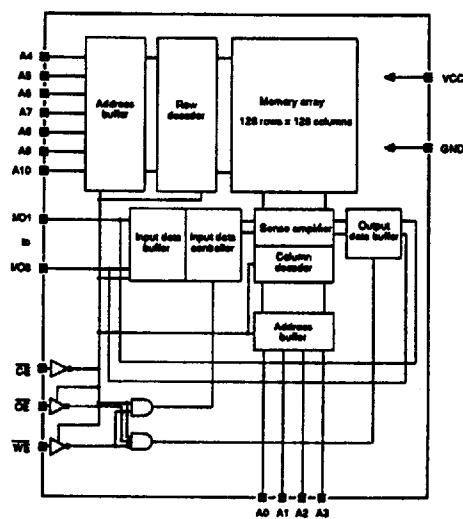 A4
A5
A6
A7
A8
A9
A10
Address
buffer
Row
decoder
Memory array
128 rows × 128 columns
VCC
GND
I/O1
to
I/O8
Input data
buffer
Input data
controller
Sense amplifier
Column
decoder
Output
data buffer
Address
buffer
CE
OE
WE
A0 A1 A2 A3